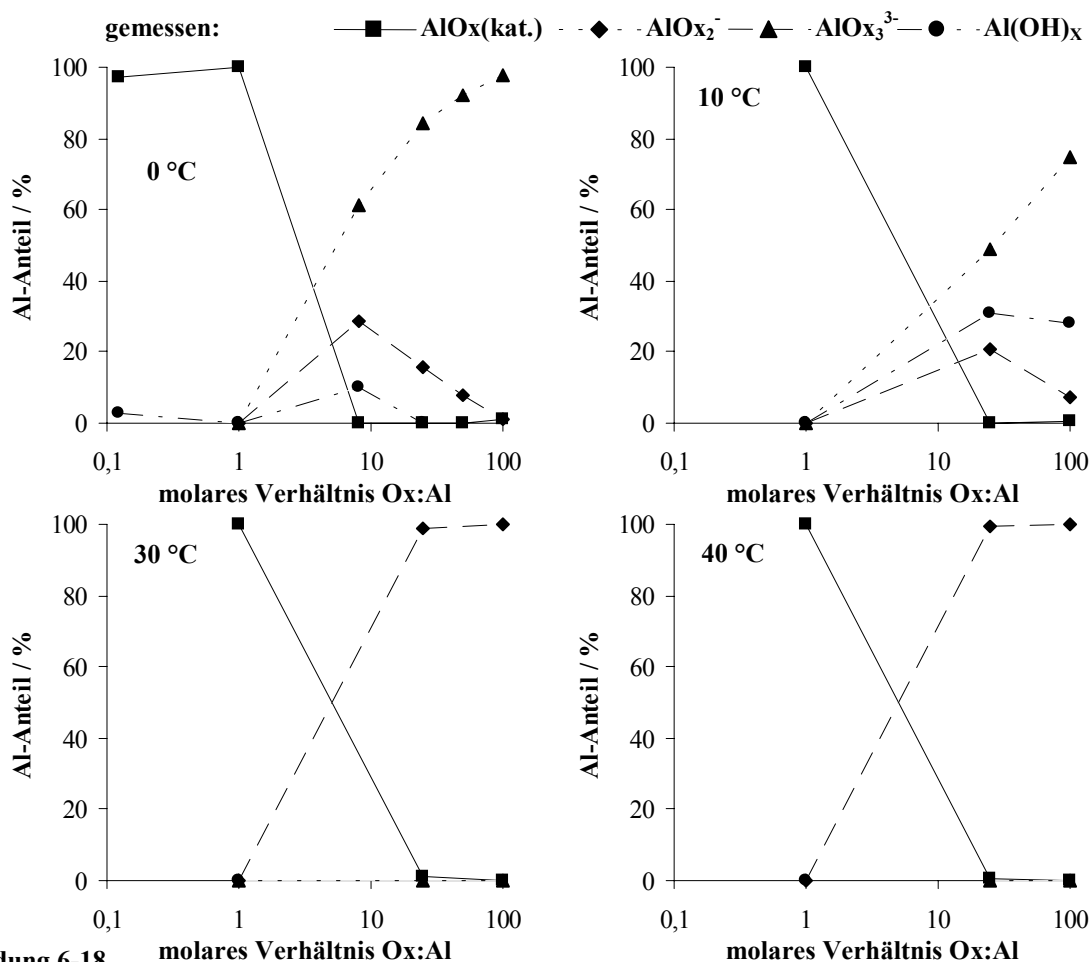 gemessen: AlOx(kat.) AlOx₂⁻ AlOx₃³⁻ Al(OH)ₓ
Al-Anteil / %
100
80
60
40
20
0
0 °C
0,1 1 10 100
molares Verhältnis Ox:Al
Al-Anteil / %
100
80
60
40
20
0
10 °C
0,1 1 10 100
molares Verhältnis Ox:Al
Al-Anteil / %
100
80
60
40
20
0
30 °C
0,1 1 10 100
molares Verhältnis Ox:Al
Al-Anteil / %
100
80
60
40
20
0
40 °C
0,1 1 10 100
molares Verhältnis Ox:Al
6-18